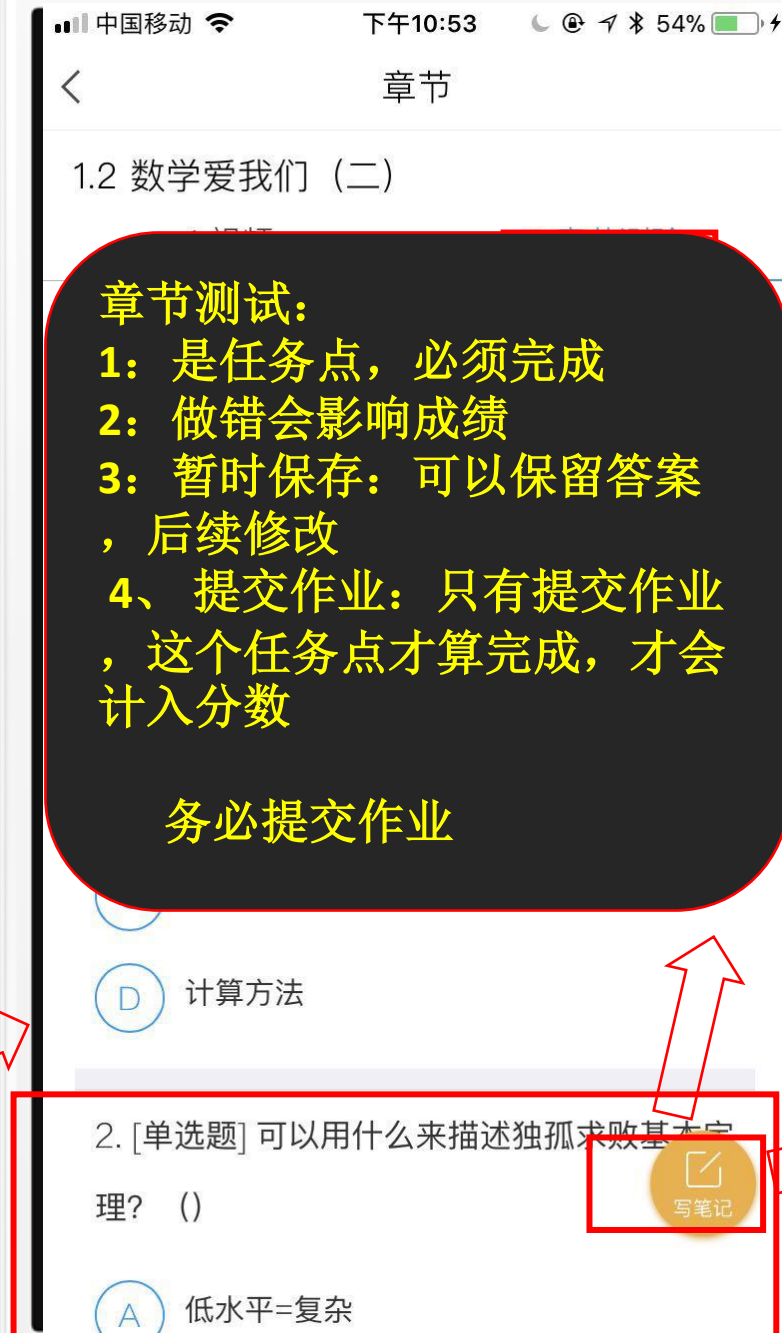 中国移动 下午10:53 54%
章节
1.2 数学爱我们（二）
章节测试：
1：是任务点，必须完成
2：做错会影响成绩
3：暂时保存：可以保留答案
，后续修改
4、 提交作业：只有提交作业
，这个任务点才算完成，才会
计入分数
务必提交作业
D 计算方法
2. [单选题] 可以用什么来描述独孤求败基本定
理？ ()
写笔记
A 低水平=复杂